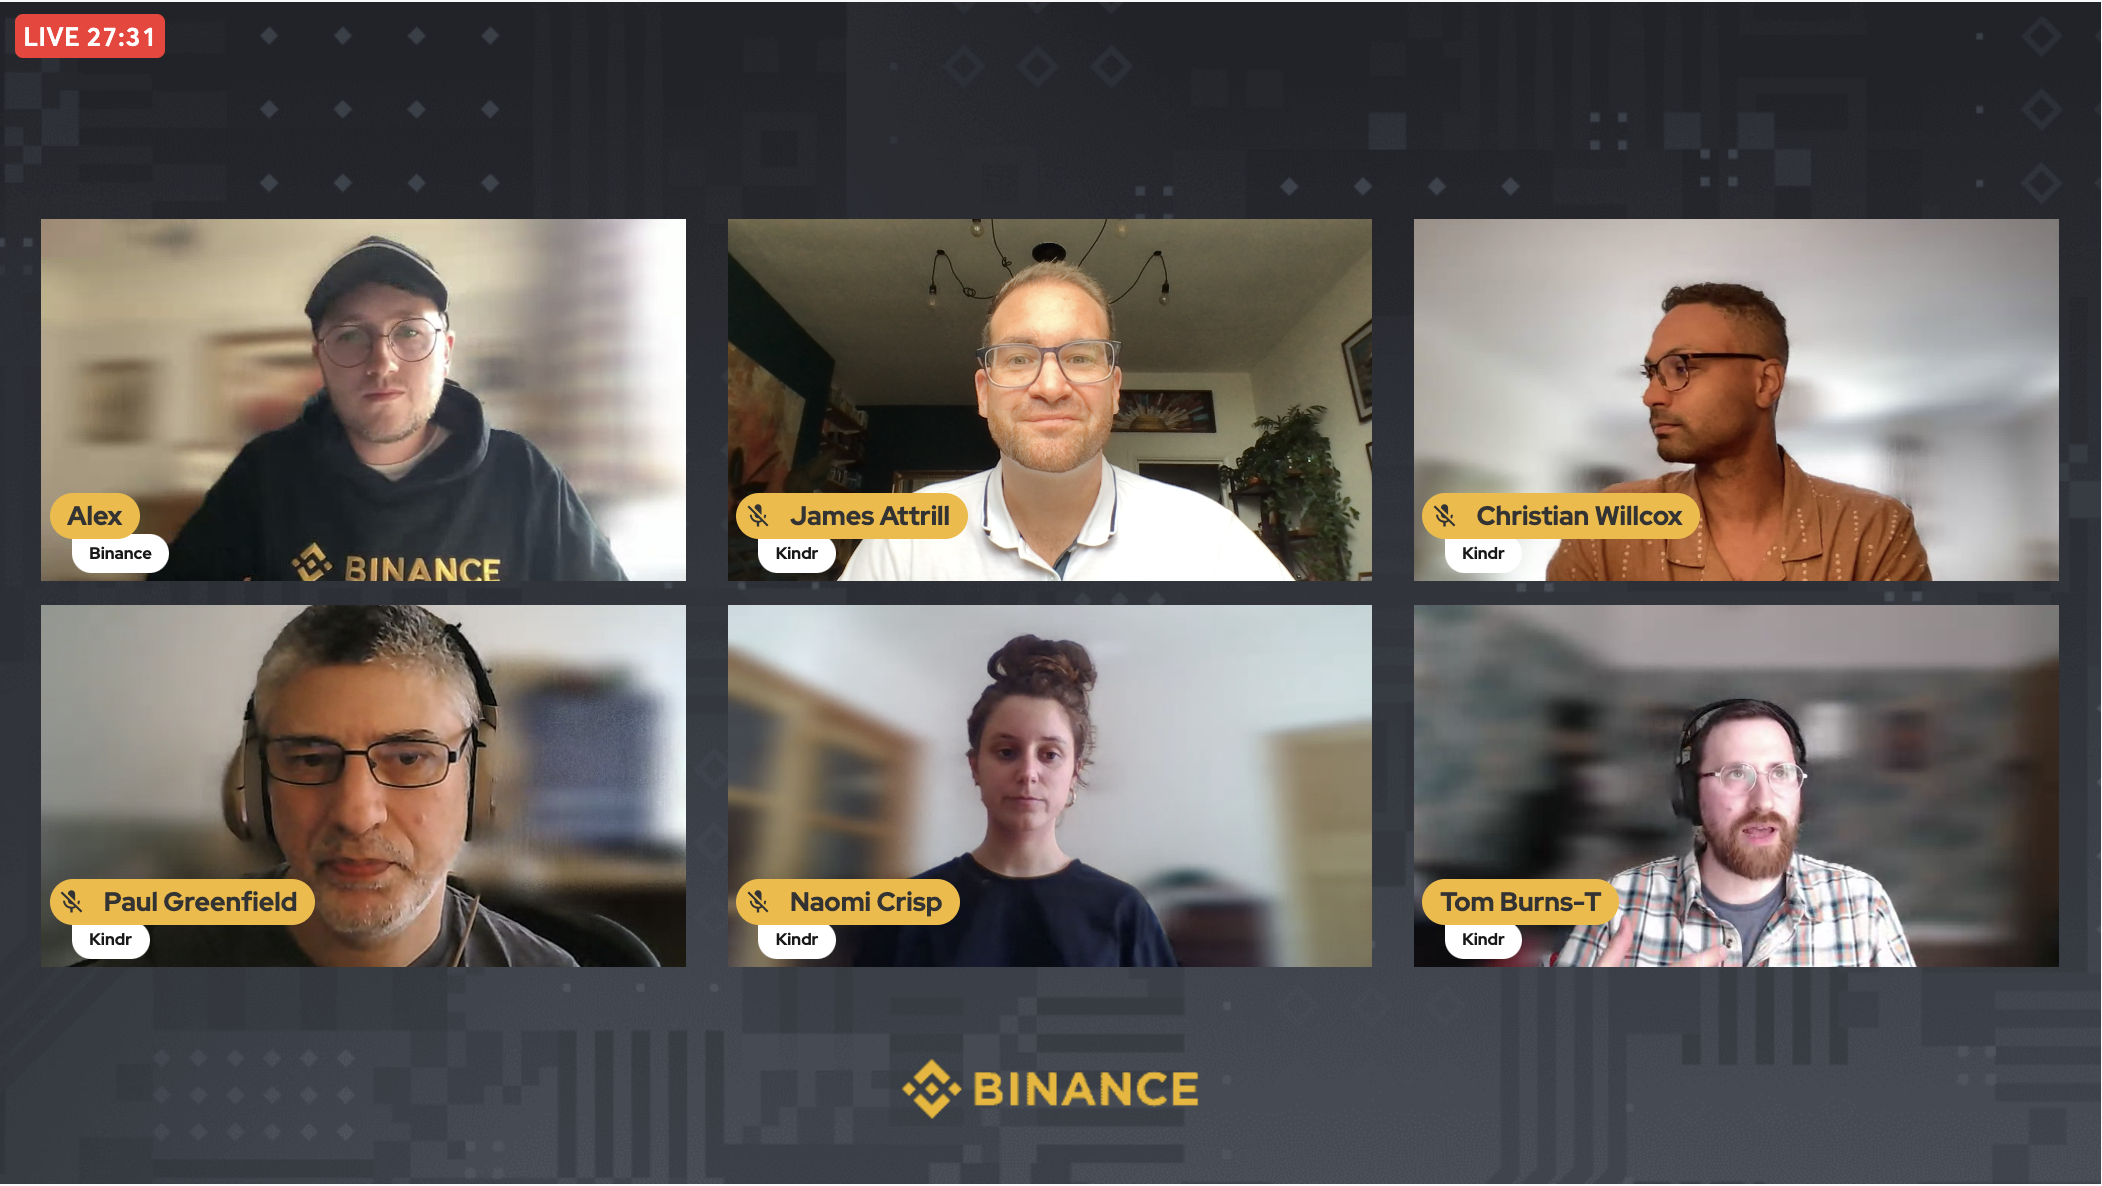 LIVE 27:31
Alex
Binance
BINANCE
James Attrill
Kindr
Christian Willcox
Kindr
Paul Greenfield
Kindr
Naomi Crisp
Kindr
Tom Burns-T
Kindr
BINANCE